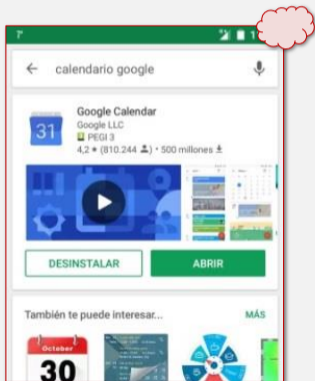 calendario google
31
Google Calendar
Google LLC
PEGI 3
4,2 ★ (810.244 👤) • 500 millones ⬇
DESINSTALAR
ABRIR
También te puede interesar...
MÁS
October
30